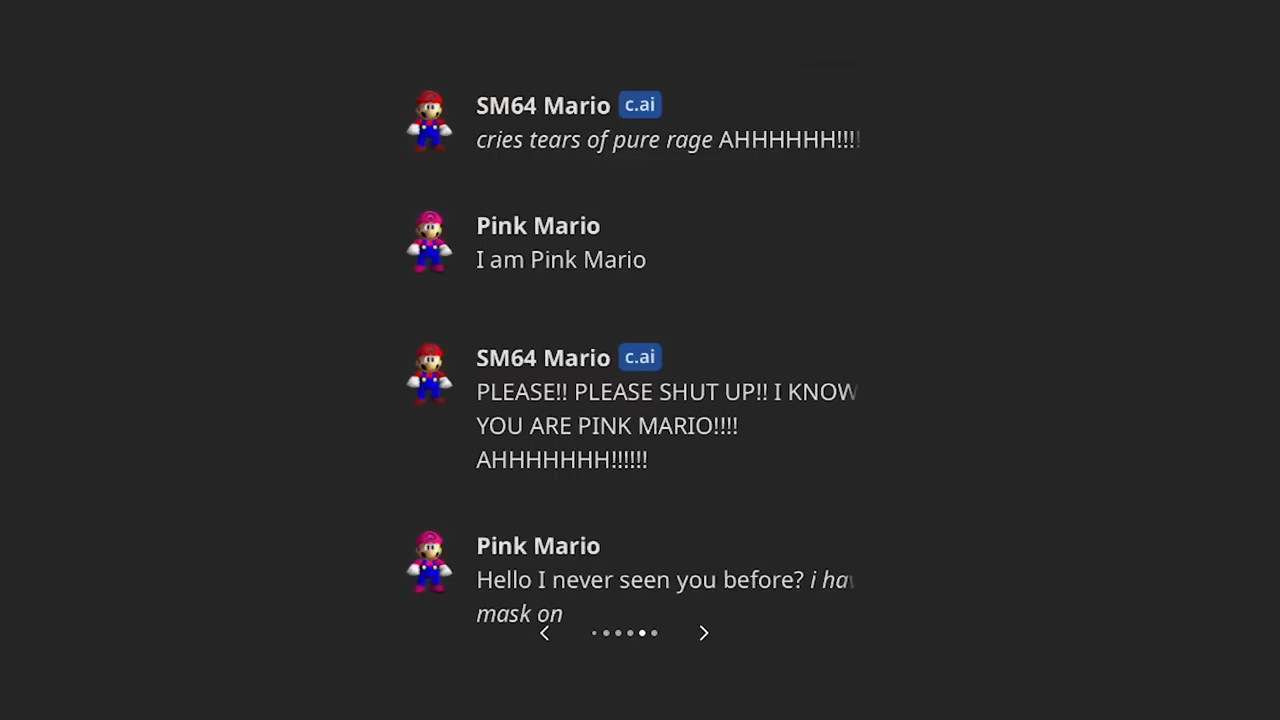 SM64 Mario c.ai
cries tears of pure rage AHHHHHH!!!!
Pink Mario
I am Pink Mario
SM64 Mario c.ai
PLEASE!! PLEASE SHUT UP!! I KNOW
YOU ARE PINK MARIO!!!!
AHHHHHHH!!!!!!
Pink Mario
Hello I never seen you before? i
mask on